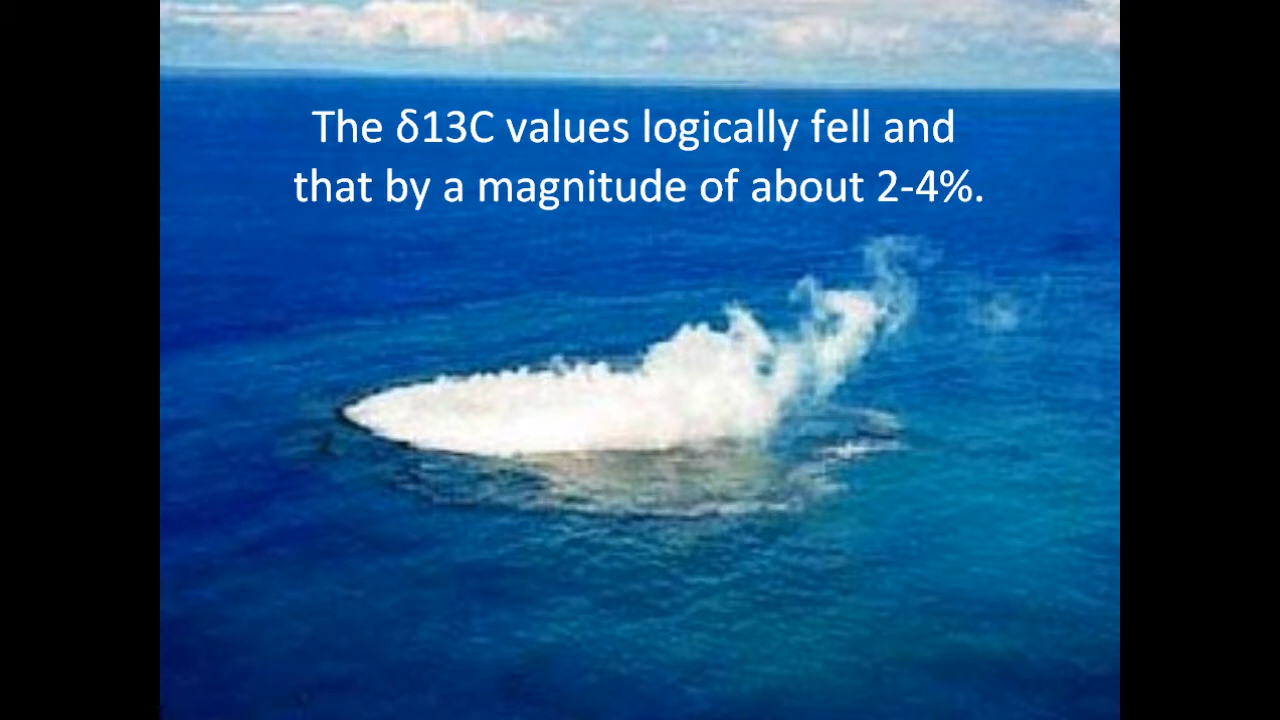 The δ13C values logically fell and
that by a magnitude of about 2-4%.